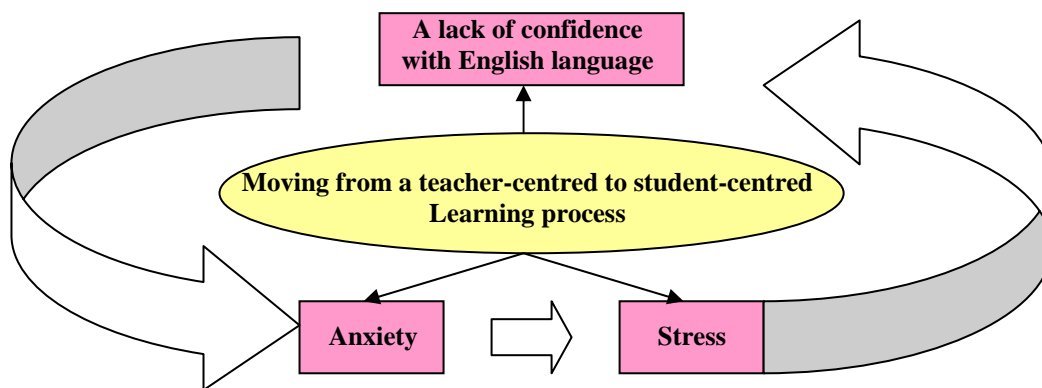 A lack of confidence
with English language
Moving from a teacher-centred to student-centred
Learning process
Anxiety
Stress